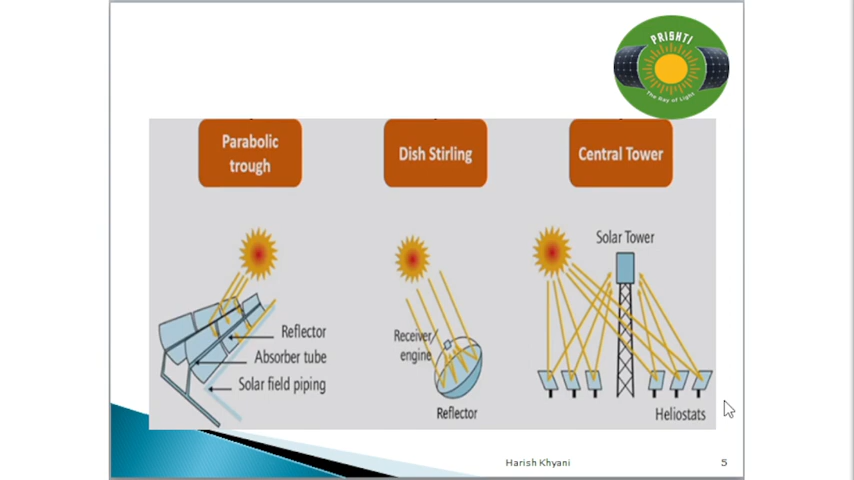 PRISHTI
The Ray of Light
Parabolic
trough
Dish Stirling
Central Tower
Solar Tower
Reflector
Absorber tube
Solar field piping
Receiver/
engine
Reflector
Heliostats
Harish Khyani
5